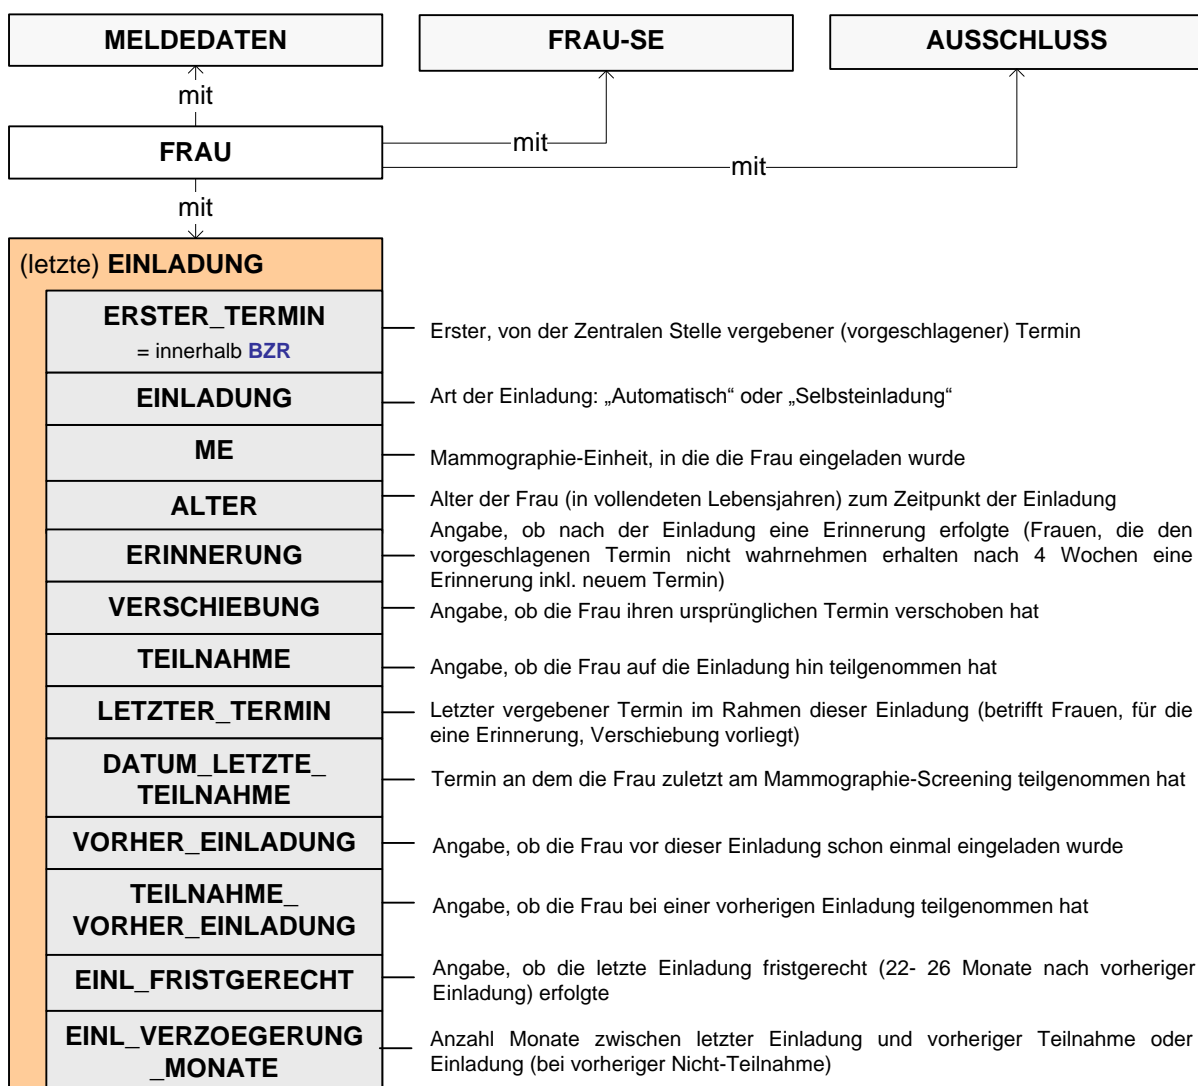 MELDEDATEN
FRAU-SE
AUSSCHLUSS
mit
FRAU
mit
mit
mit
(letzte) EINLADUNG
ERSTER_TERMIN
= innerhalb BZR
Erster, von der Zentralen Stelle vergebener (vorgeschlagener) Termin
EINLADUNG
Art der Einladung: „Automatisch“ oder „Selbsteinladung“
ME
Mammographie-Einheit, in die die Frau eingeladen wurde
ALTER
Alter der Frau (in vollendeten Lebensjahren) zum Zeitpunkt der Einladung
ERINNERUNG
Angabe, ob nach der Einladung eine Erinnerung erfolgte (Frauen, die den
vorgeschlagenen Termin nicht wahrnehmen erhalten nach 4 Wochen eine
Erinnerung inkl. neuem Termin)
VERSCHIEBUNG
Angabe, ob die Frau ihren ursprünglichen Termin verschoben hat
TEILNAHME
Angabe, ob die Frau auf die Einladung hin teilgenommen hat
LETZTER_TERMIN
Letzter vergebener Termin im Rahmen dieser Einladung (betrifft Frauen, für die
eine Erinnerung, Verschiebung vorliegt)
DATUM_LETZTE_
TEILNAHME
Termin an dem die Frau zuletzt am Mammographie-Screening teilgenommen hat
VORHER_EINLADUNG
Angabe, ob die Frau vor dieser Einladung schon einmal eingeladen wurde
TEILNAHME_
VORHER_EINLADUNG
Angabe, ob die Frau bei einer vorherigen Einladung teilgenommen hat
EINL_FRISTGERECHT
Angabe, ob die letzte Einladung fristgerecht (22- 26 Monate nach vorheriger
Einladung) erfolgte
EINL_VERZOEGERUNG
_MONATE
Anzahl Monate zwischen letzter Einladung und vorheriger Teilnahme oder
Einladung (bei vorheriger Nicht-Teilnahme)